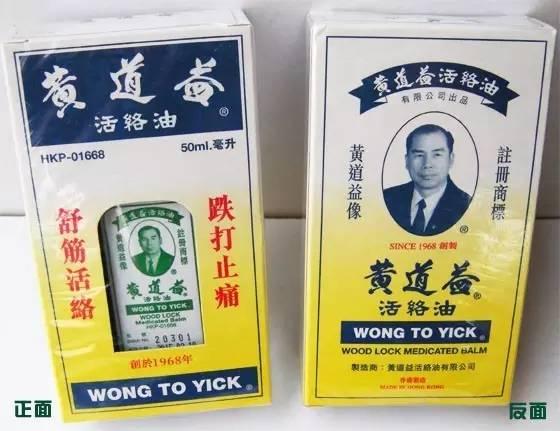 黃道益®
活絡油
HKP-01668
50ml.毫升
跌打止痛
舒筋活絡
黃道益活絡油
註冊商標
黃道益像
黃道益®
活絡油
WONG TO YICK
WOOD LOCK
Medicated Balm
HKP-01668
20301
創於1968年
WONG TO YICK®
正面
黃道益活絡油®
有限公司出品
註冊商標
黃道益像
SINCE 1968 創製
黃道益®
活絡油
WONG TO YICK®
WOOD LOCK MEDICATED BALM
製造商：黃道益活絡油有限公司
香港製造
MADE IN HONG KONG
反面